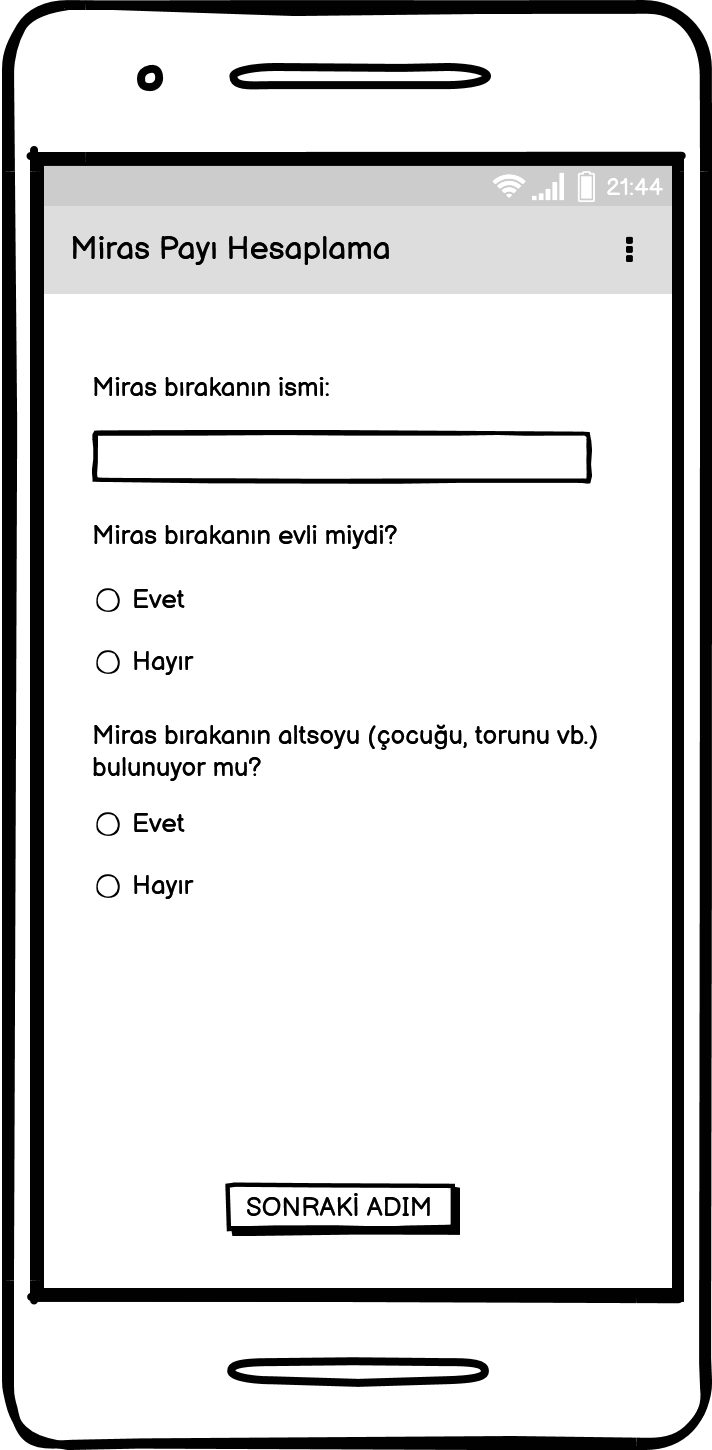 21:44
Miras Payı Hesaplama
Miras bırakanın ismi:
Miras bırakanın evli miydi?
Evet
Hayır
Miras bırakanın altsoyu (çocuğu, torunu vb.)
bulunuyor mu?
Evet
Hayır
SONRAKİ ADIM